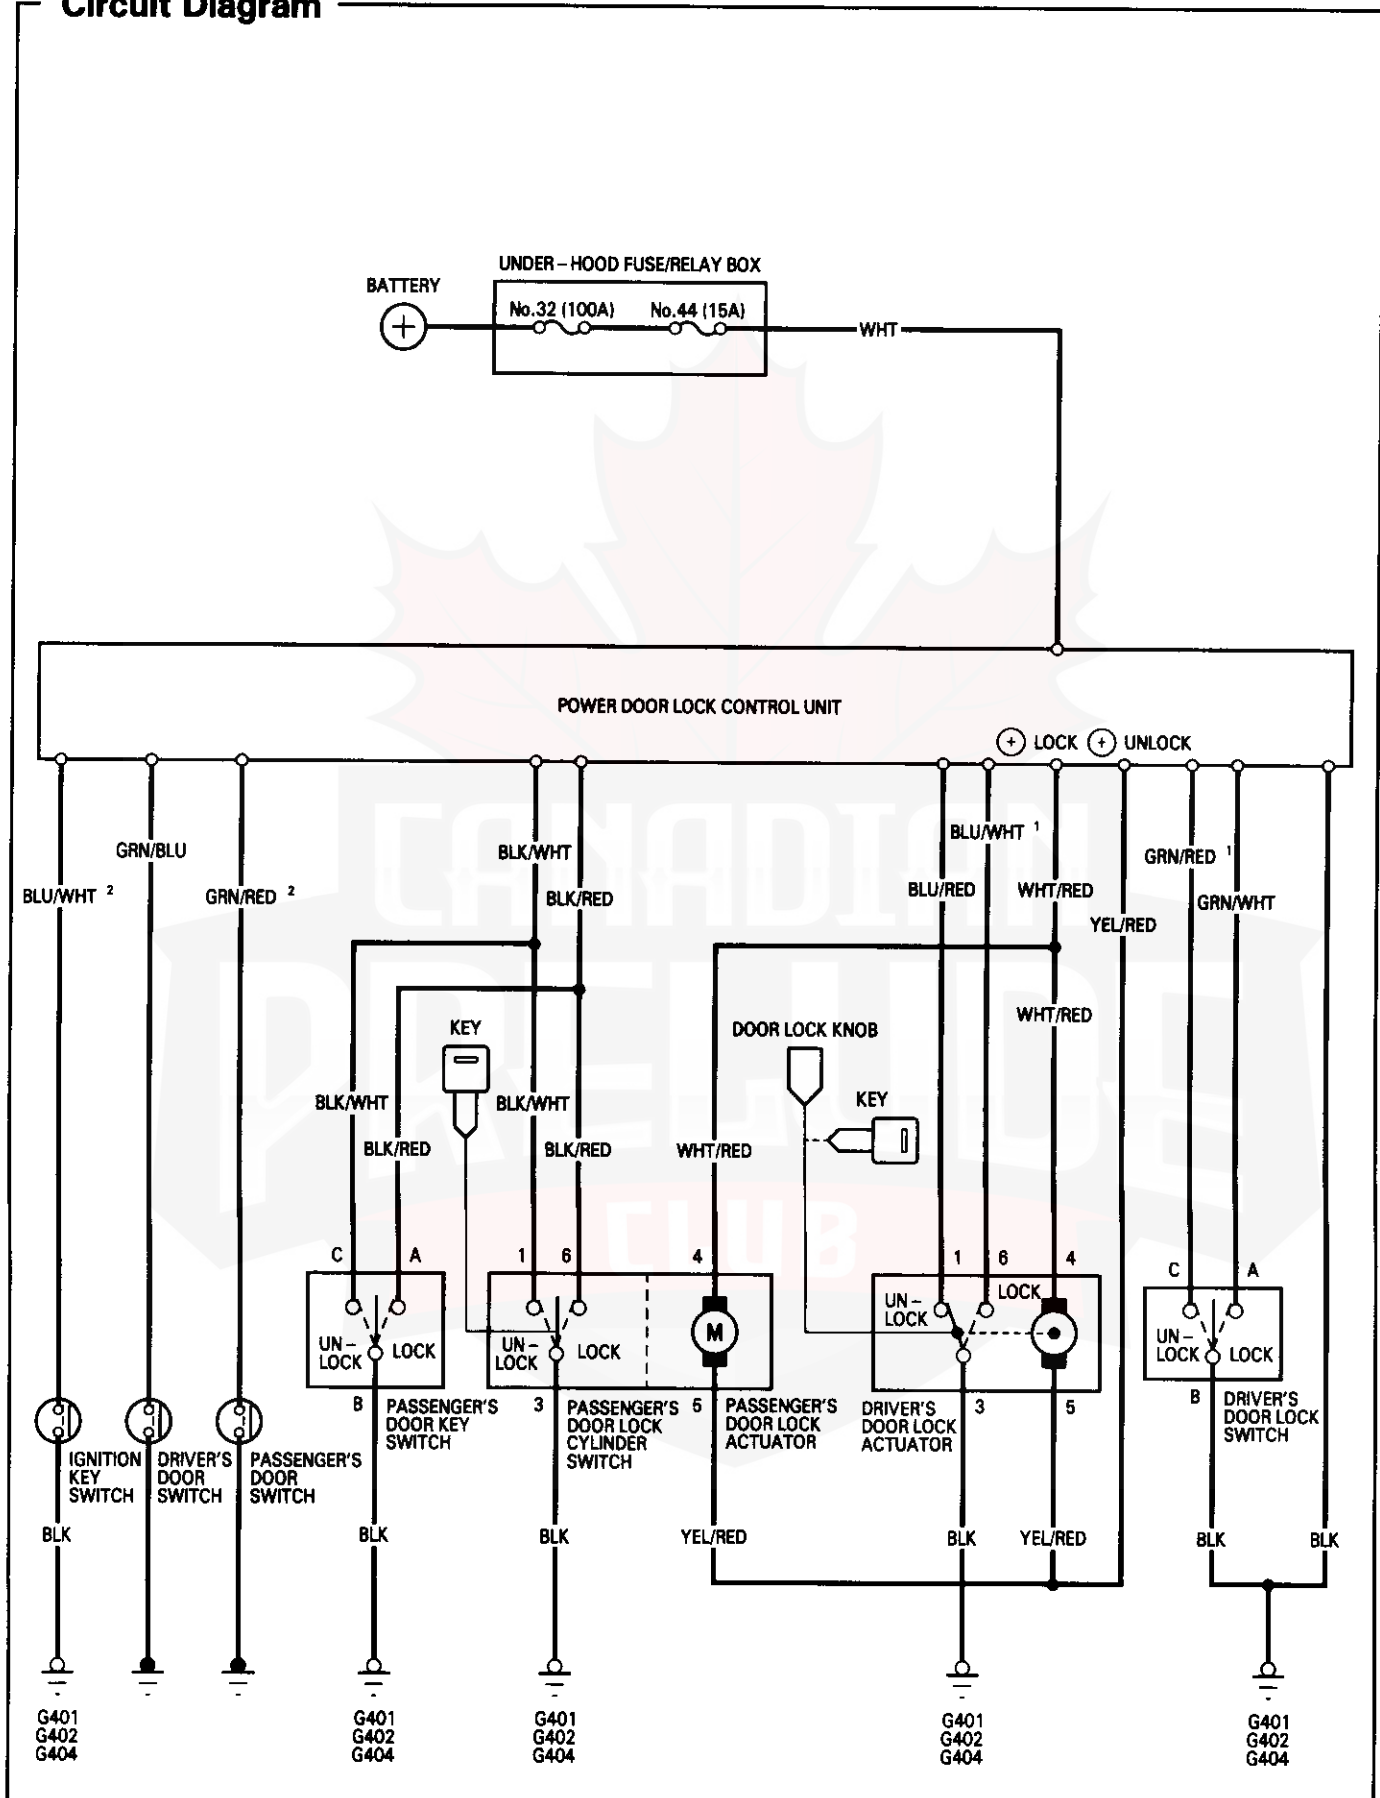 Circuit Diagram
UNDER-HOOD FUSE/RELAY BOX
BATTERY
No.32 (100A) No.44 (15A)
+
WHT
POWER DOOR LOCK CONTROL UNIT
+ LOCK + UNLOCK
CANADIAN
PRELUDE
CLUB
BLU/WHT 1
GRN/BLU
BLK/WHT
GRN/RED 1
BLU/WHT 2
GRN/RED 2
BLK/RED
BLU/RED
WHT/RED
GRN/WHT
YEL/RED
WHT/RED
KEY
DOOR LOCK KNOB
KEY
BLK/WHT
BLK/WHT
BLK/RED
BLK/RED
WHT/RED
C A
1 6
4
1 6 4
C A
UN-
LOCK
LOCK
UN-
LOCK
LOCK
M
UN-
LOCK
LOCK
UN-
LOCK
LOCK
B
PASSENGER'S
DOOR KEY
SWITCH
3
PASSENGER'S
DOOR LOCK
CYLINDER
SWITCH
5
PASSENGER'S
DOOR LOCK
ACTUATOR
DRIVER'S
DOOR LOCK
ACTUATOR
3
5
B
DRIVER'S
DOOR LOCK
SWITCH
IGNITION
KEY
SWITCH
DRIVER'S
DOOR
SWITCH
PASSENGER'S
DOOR
SWITCH
BLK
BLK
BLK
YEL/RED
BLK
YEL/RED
BLK
BLK
G401
G402
G404
G401
G402
G404
G401
G402
G404
G401
G402
G404
G401
G402
G404